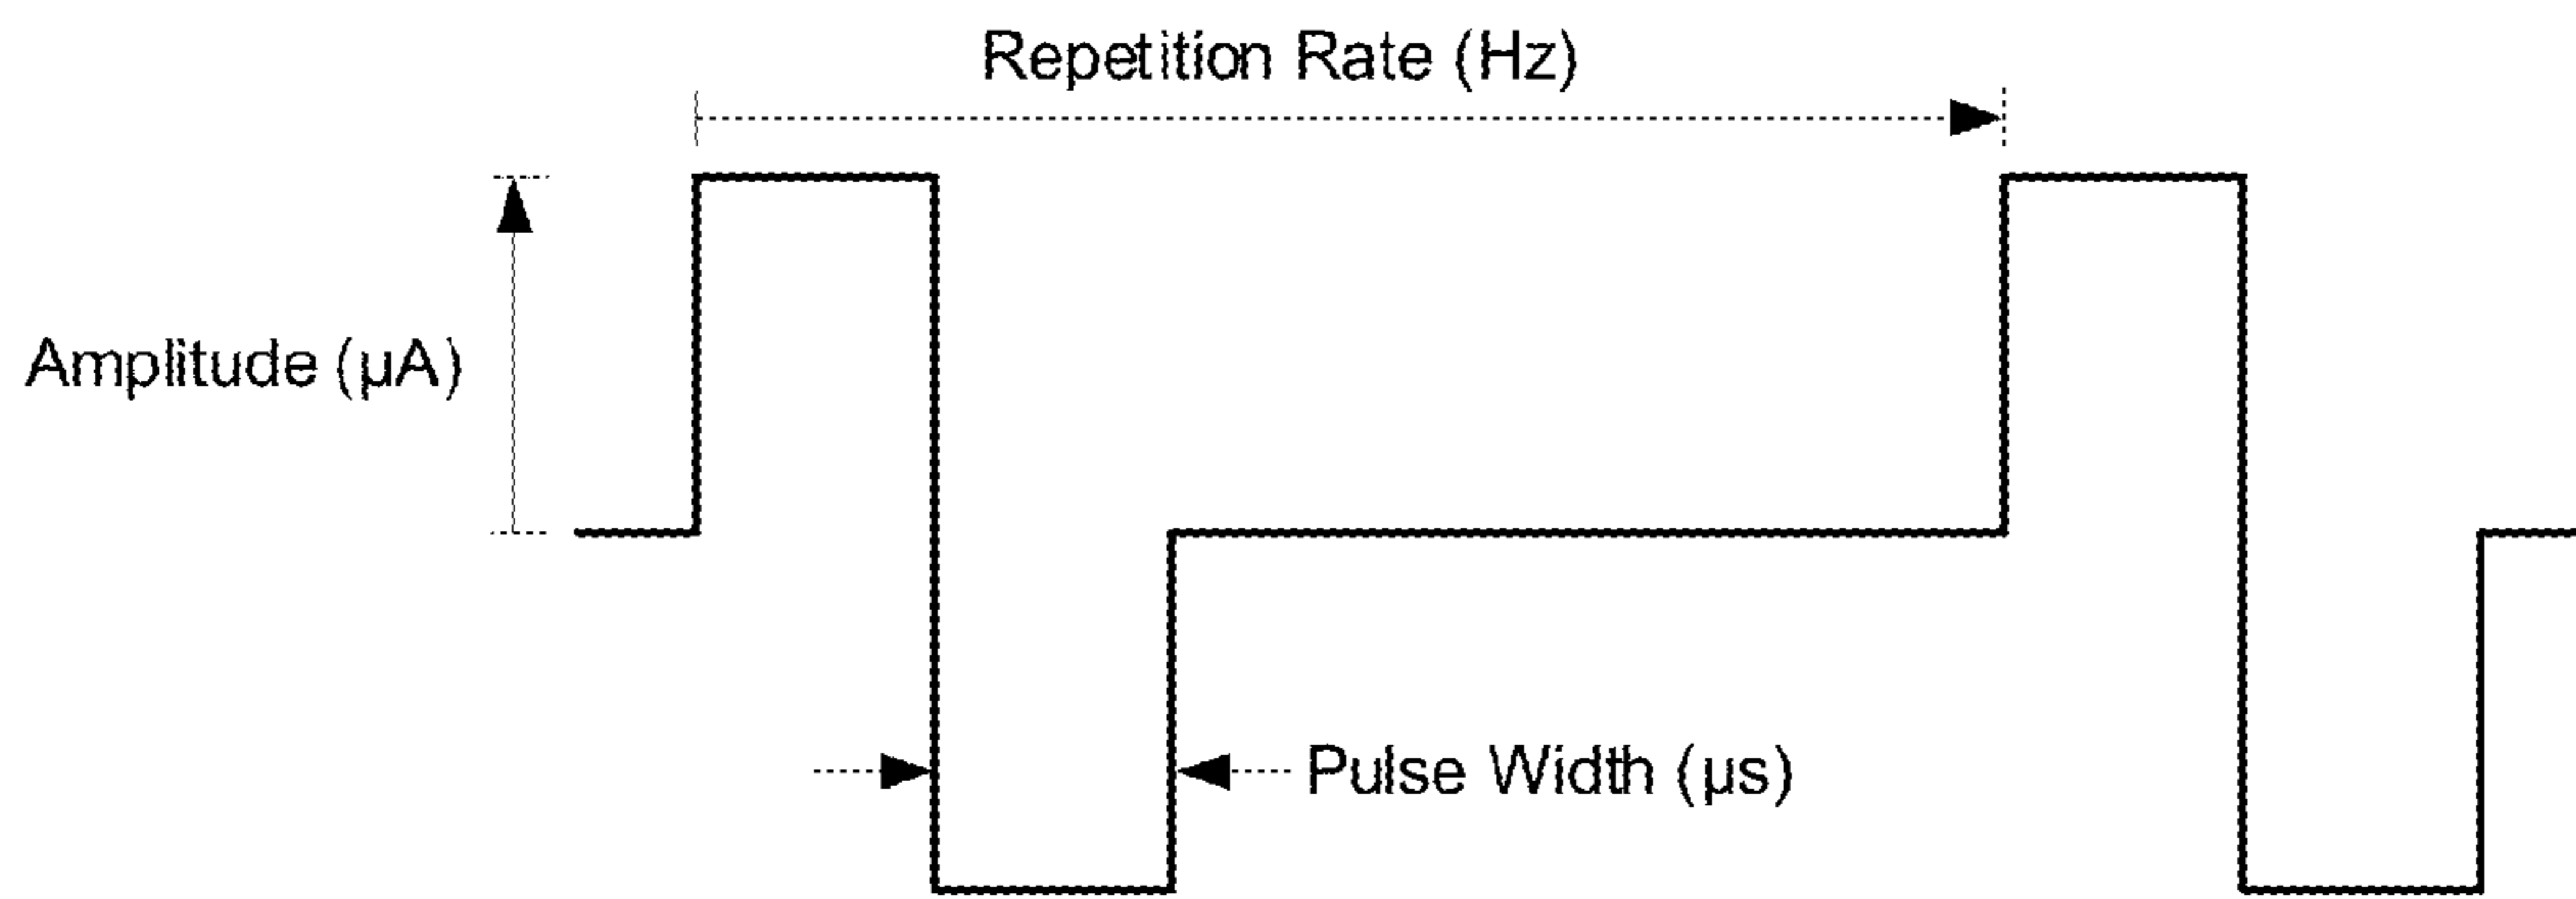 Repetition Rate (Hz)
Amplitude (µA)
Pulse Width (µs)